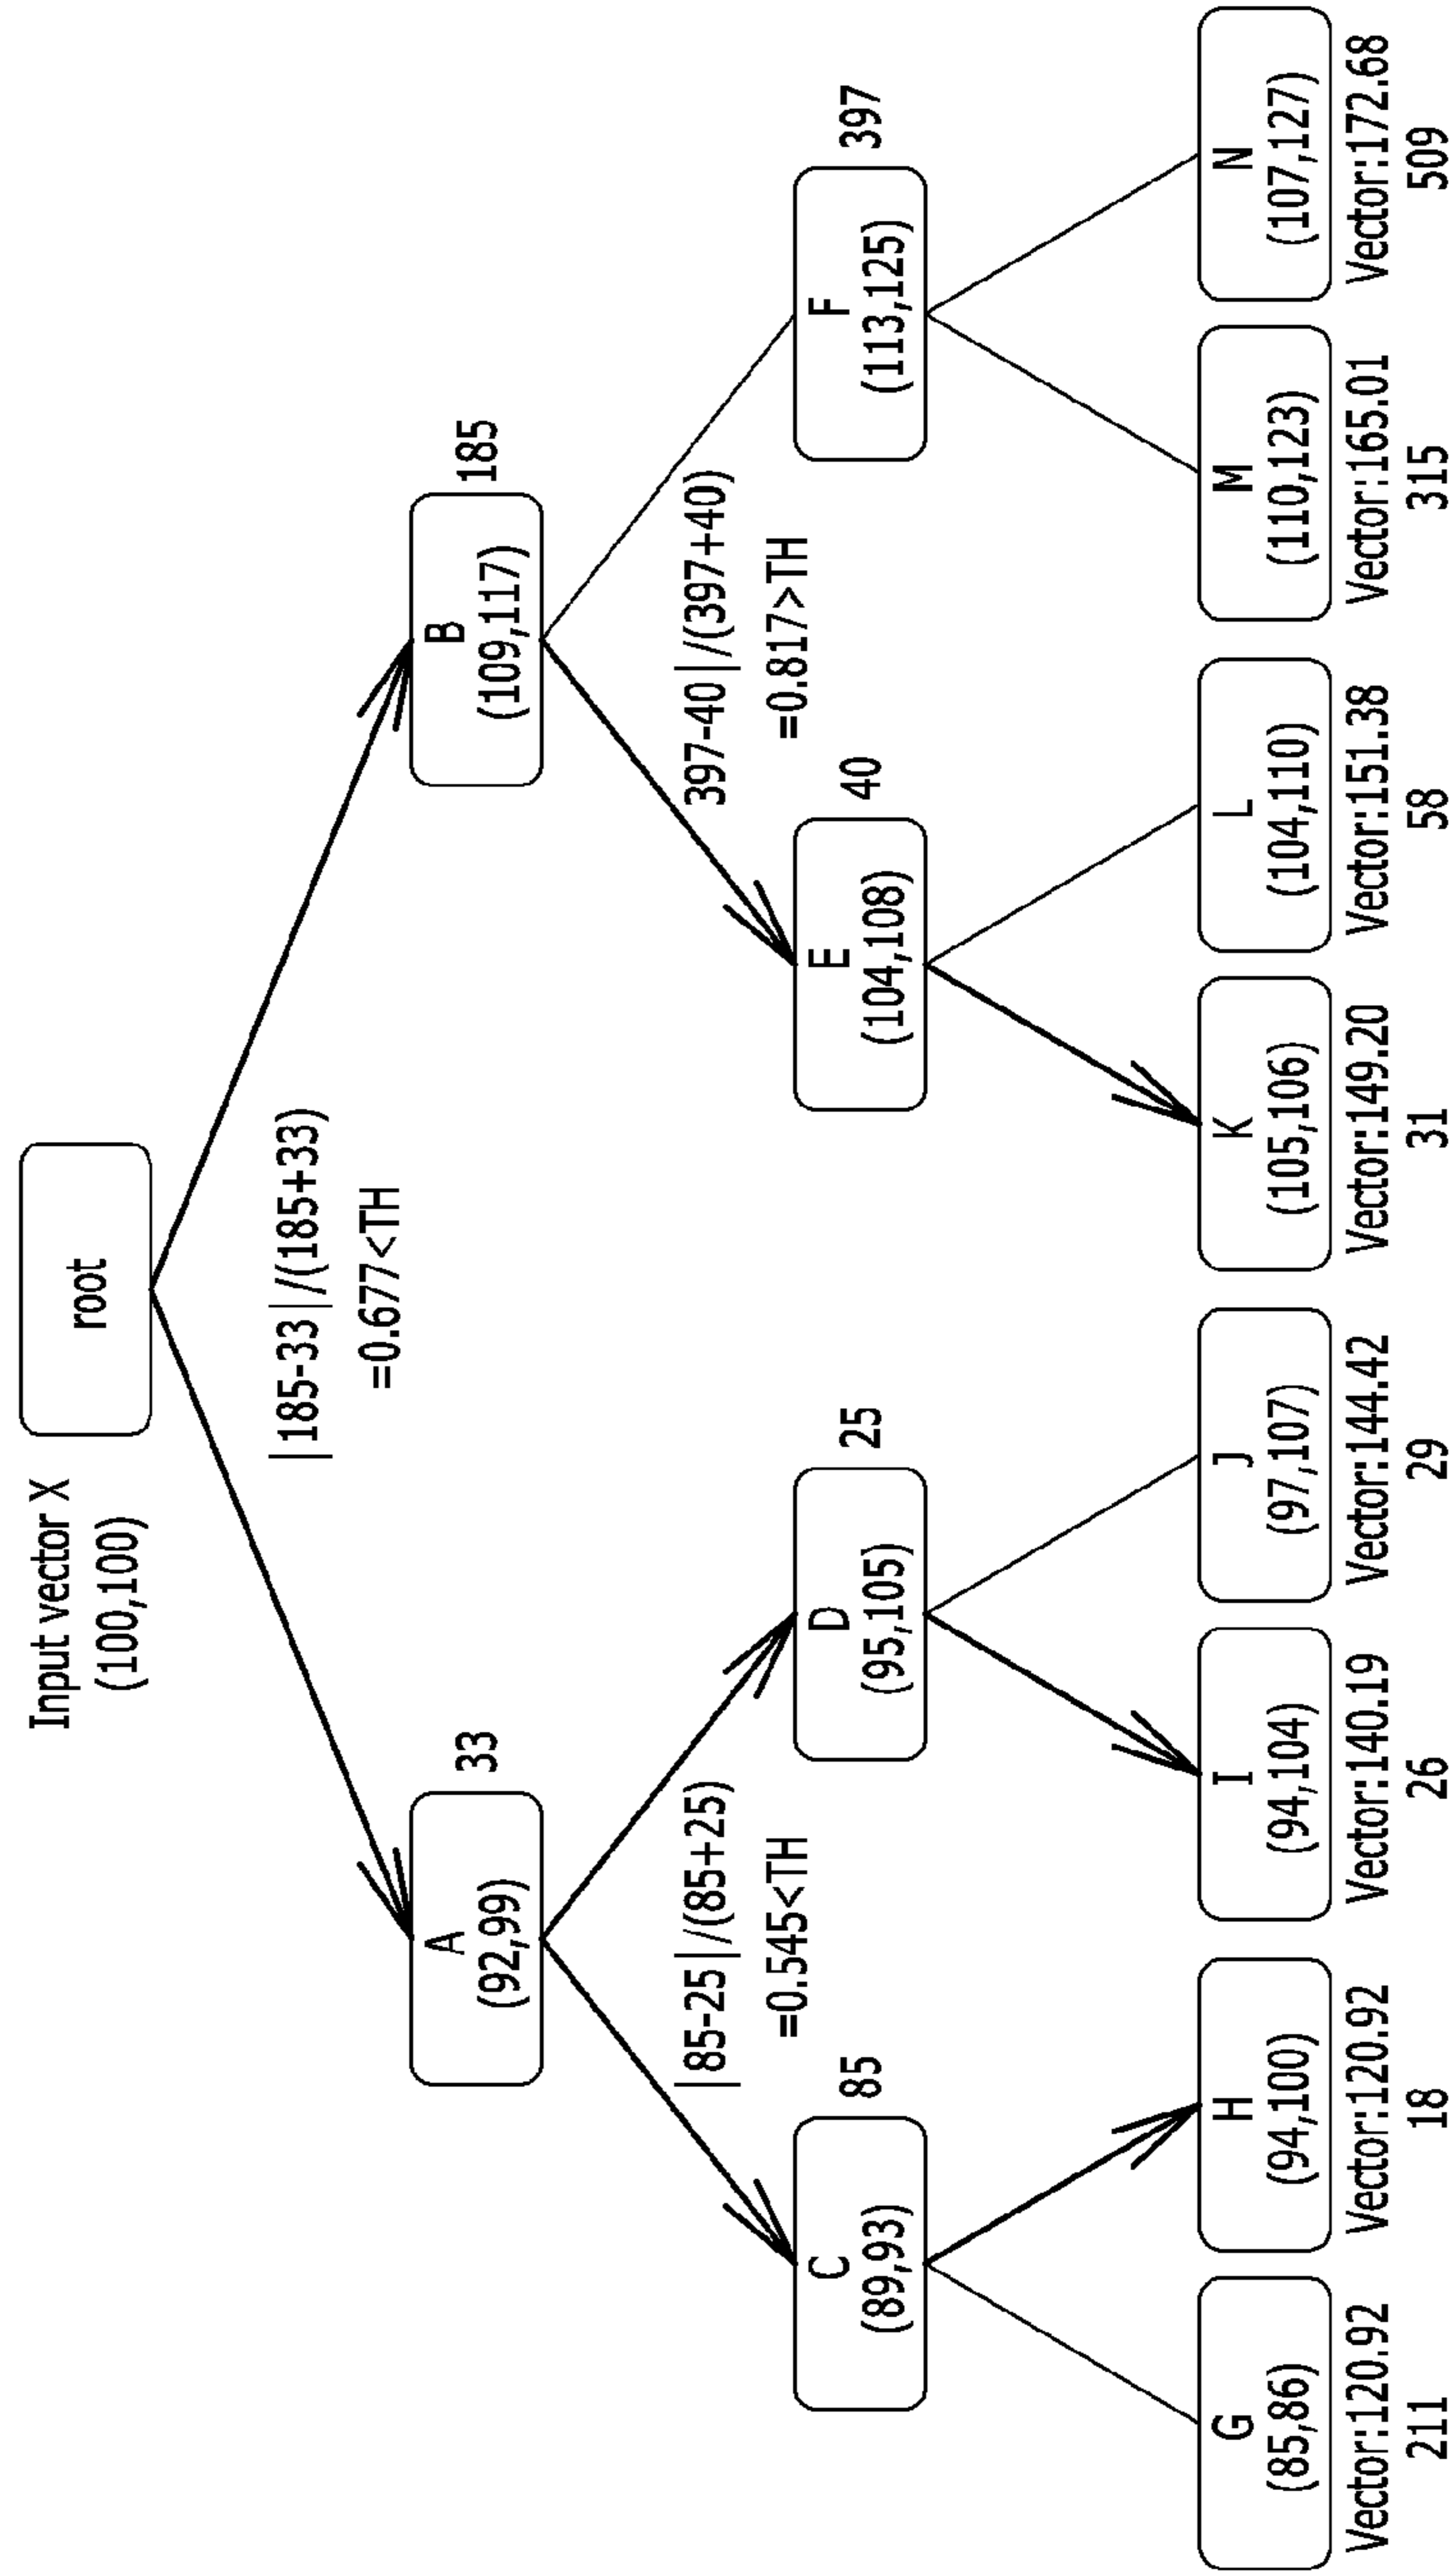 Input vector X
(100,100)
root
|185-33|/(185+33)
=0.677<TH
A
(92,99)
33
B
(109,117)
185
|85-25|/(85+25)
=0.545<TH
397-40|/(397+40)
=0.817>TH
C
(89,93)
85
D
(95,105)
25
E
(104,108)
40
F
(113,125)
397
G
(85,86)
Vector:120.92
211
H
(94,100)
Vector:120.92
18
I
(94,104)
Vector:140.19
26
J
(97,107)
Vector:144.42
29
K
(105,106)
Vector:149.20
31
L
(104,110)
Vector:151.38
58
M
(110,123)
Vector:165.01
315
N
(107,127)
Vector:172.68
509